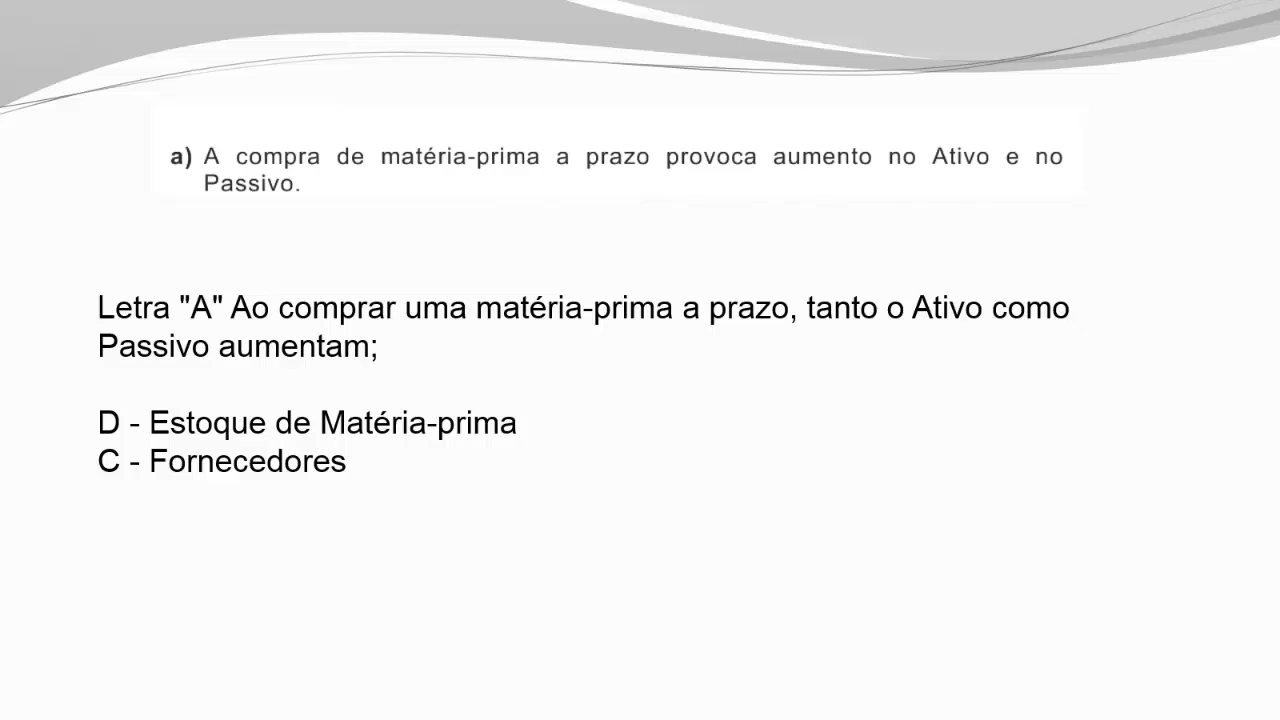 a) A compra de matéria-prima a prazo provoca aumento no Ativo e no
Passivo.
Letra "A" Ao comprar uma matéria-prima a prazo, tanto o Ativo como
Passivo aumentam;
D - Estoque de Matéria-prima
C - Fornecedores